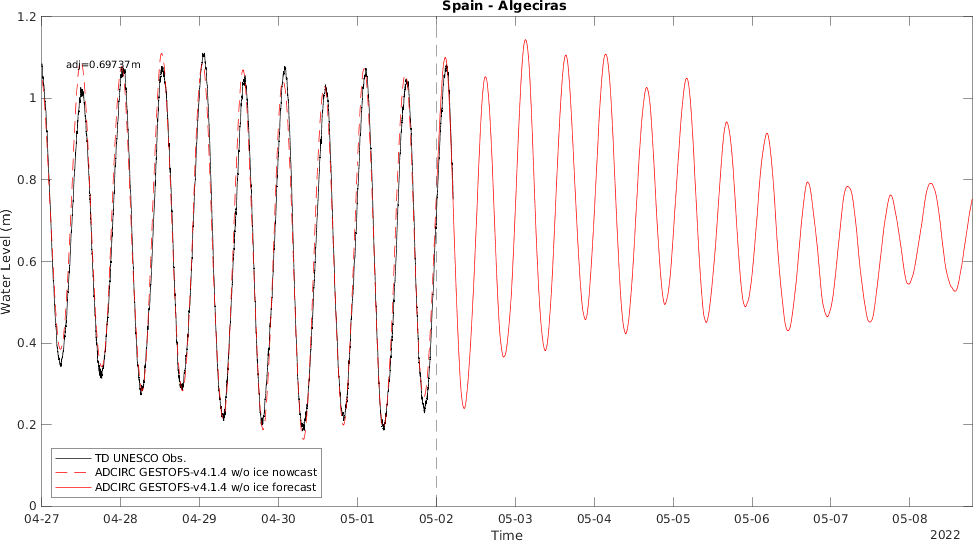 Spain - Algeciras
1.2
adj=0.69737m
1
0.8
0.6
0.4
0.2
0
Water Level (m)
TD UNESCO Obs.
ADCIRC GESTOFS-v4.1.4 w/o ice nowcast
ADCIRC GESTOFS-v4.1.4 w/o ice forecast
04-27 04-28 04-29 04-30 05-01 05-02 05-03 05-04 05-05 05-06 05-07 05-08
Time
2022